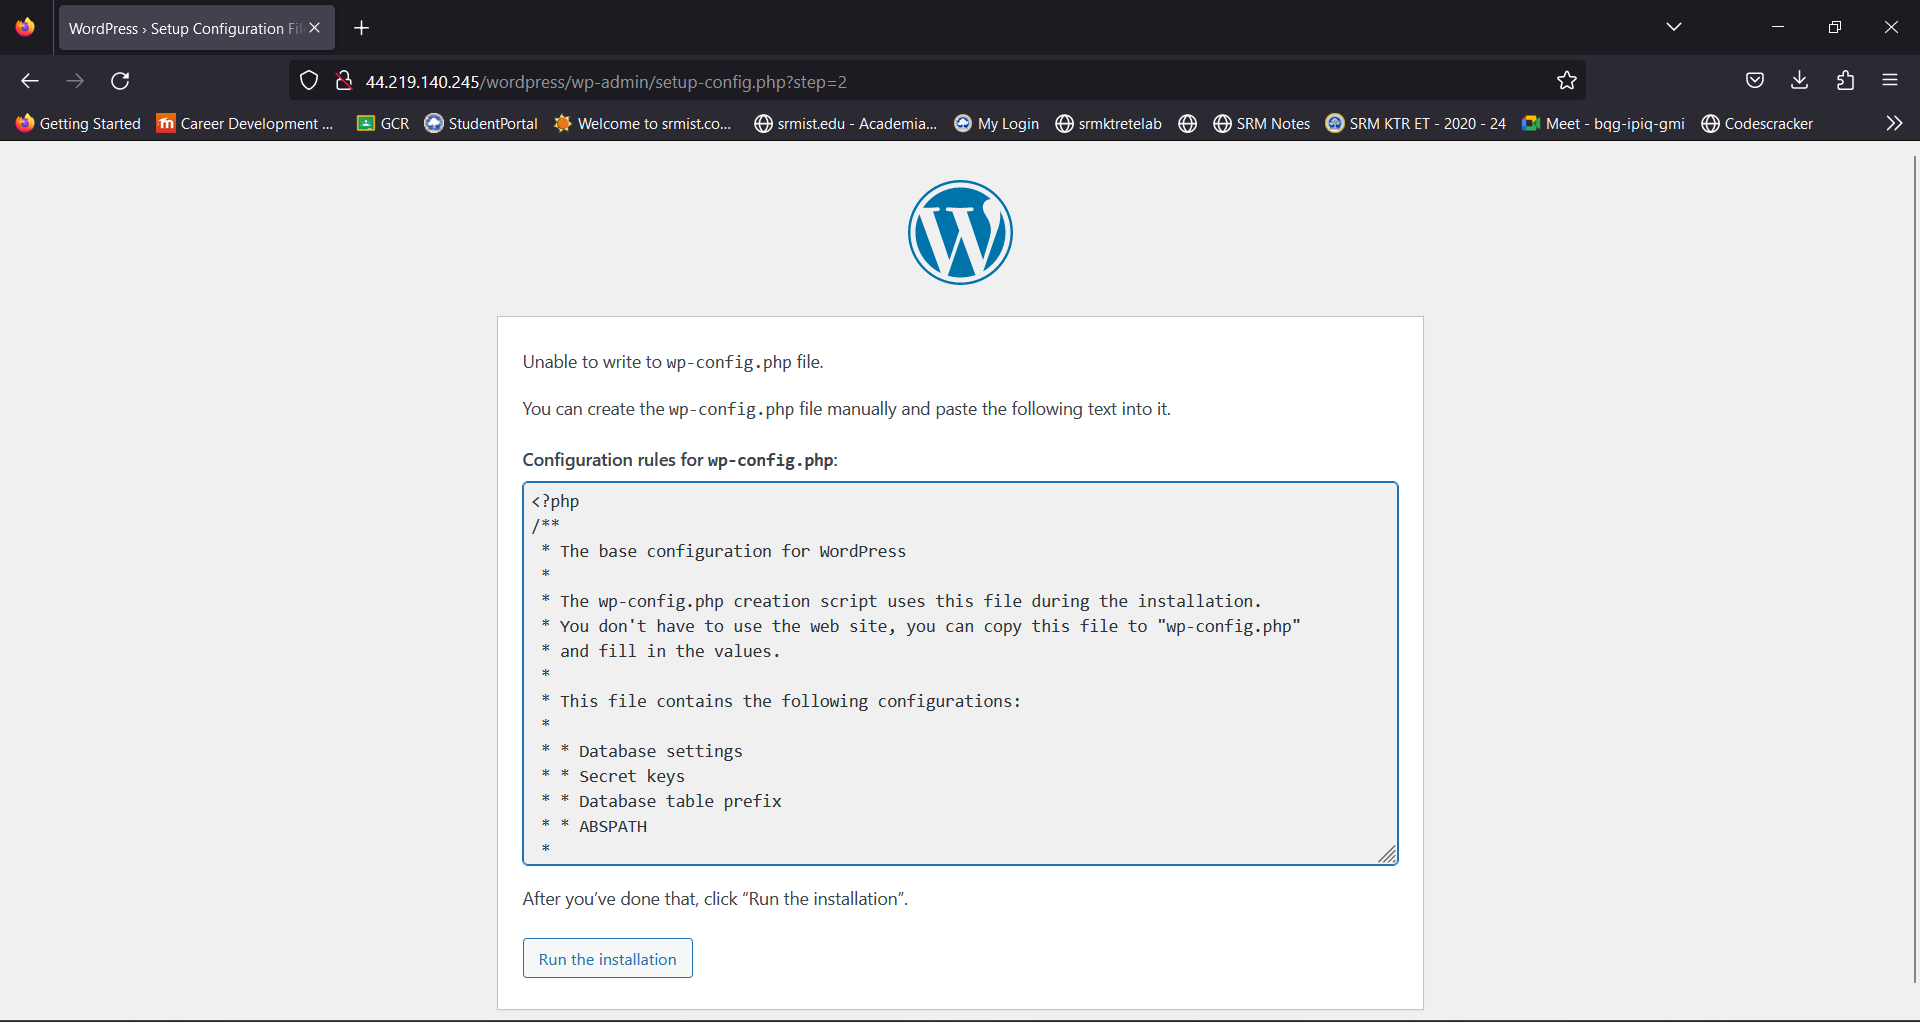 WordPress › Setup Configuration Fil
44.219.140.245/wordpress/wp-admin/setup-config.php?step=2
Getting Started
Career Development ...
GCR
StudentPortal
Welcome to srmist.co...
srmist.edu - Academia...
My Login
srmktretelab
SRM Notes
SRM KTR ET - 2020 - 24
Meet - bqg-ipiq-gmi
Codescracker
Unable to write to wp-config.php file.
You can create the wp-config.php file manually and paste the following text into it.
Configuration rules for wp-config.php:
<?php
/**
 * The base configuration for WordPress
 *
 * The wp-config.php creation script uses this file during the installation.
 * You don't have to use the web site, you can copy this file to "wp-config.php"
 * and fill in the values.
 *
 * This file contains the following configurations:
 *
 * * Database settings
 * * Secret keys
 * * Database table prefix
 * * ABSPATH
 *
After you’ve done that, click “Run the installation”.
Run the installation